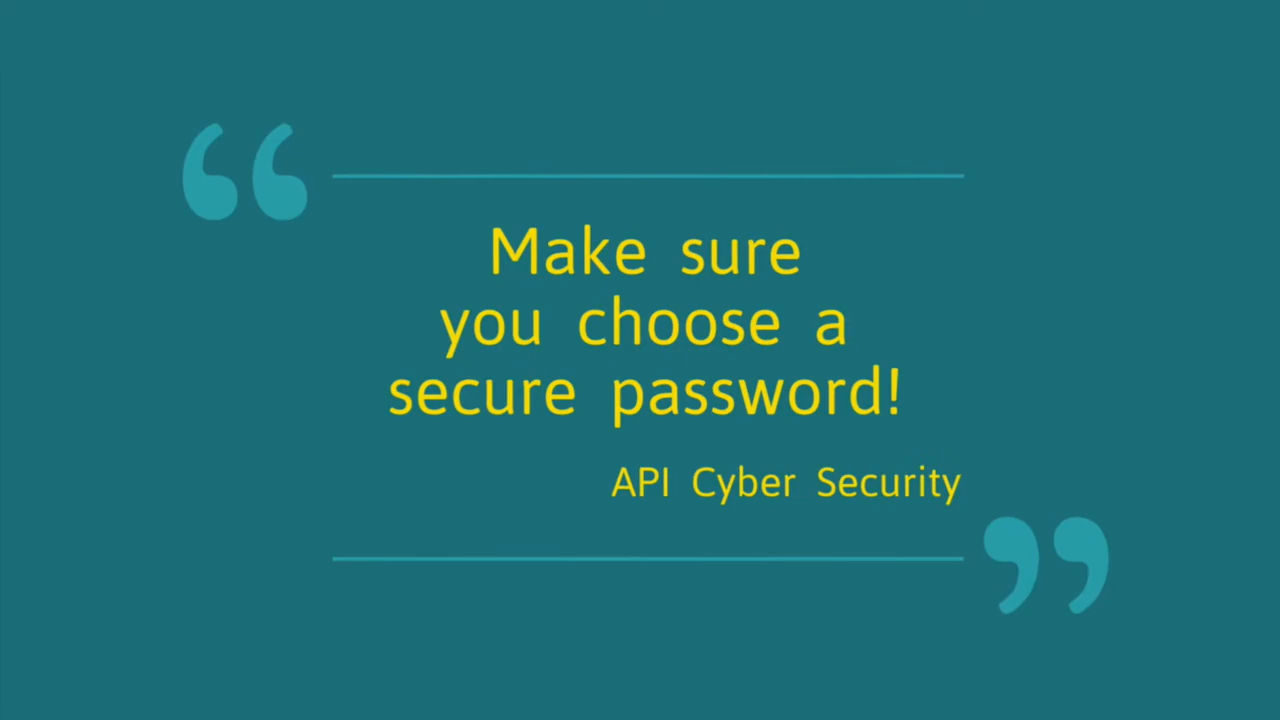 “
Make sure
you choose a
secure password!
API Cyber Security
”